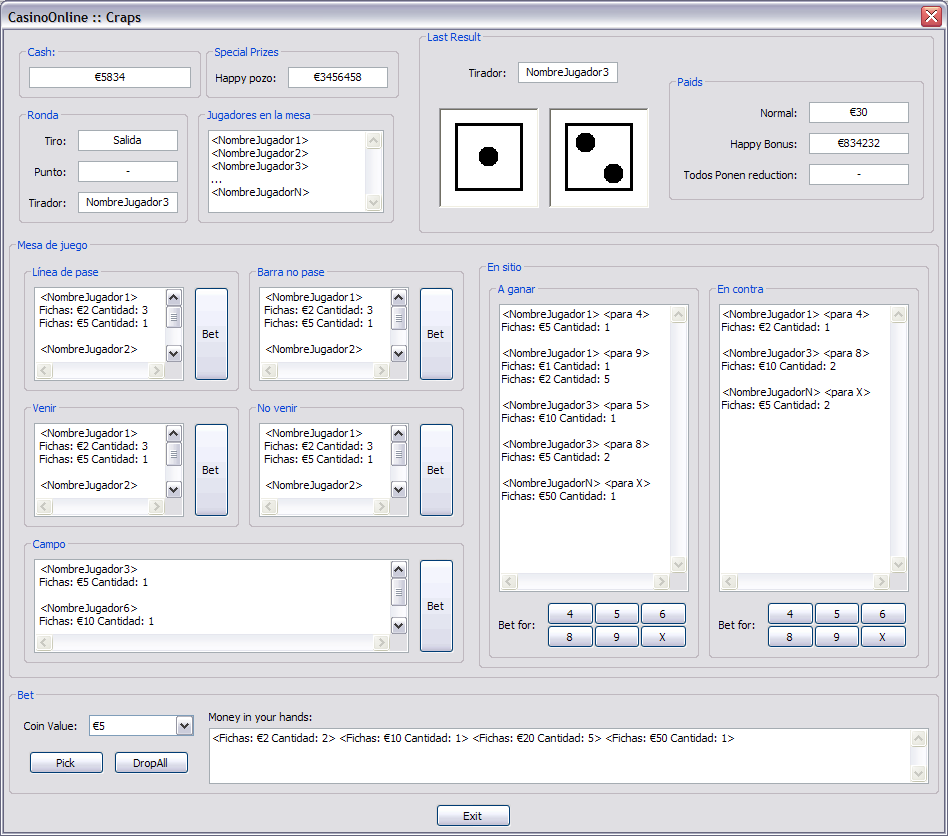 CasinoOnline :: Craps
Cash:
€5834
Special Prizes
Happy pozo:
€3456458
Ronda
Tiro:
Salida
Punto:
-
Tirador:
NombreJugador3
Jugadores en la mesa
<NombreJugador1>
<NombreJugador2>
<NombreJugador3>
...
<NombreJugadorN>
Last Result
Tirador:
NombreJugador3
Paids
Normal:
€30
Happy Bonus:
€834232
Todos Ponen reduction:
-
Mesa de juego
Línea de pase
<NombreJugador1>
Fichas: €2 Cantidad: 3
Fichas: €5 Cantidad: 1
<NombreJugador2>
Bet
Barra no pase
<NombreJugador1>
Fichas: €2 Cantidad: 3
Fichas: €5 Cantidad: 1
<NombreJugador2>
Bet
Venir
<NombreJugador1>
Fichas: €2 Cantidad: 3
Fichas: €5 Cantidad: 1
<NombreJugador2>
Bet
No venir
<NombreJugador1>
Fichas: €2 Cantidad: 3
Fichas: €5 Cantidad: 1
<NombreJugador2>
Bet
Campo
<NombreJugador3>
Fichas: €5 Cantidad: 1
<NombreJugador6>
Fichas: €10 Cantidad: 1
Bet
En sitio
A ganar
<NombreJugador1> <para 4>
Fichas: €5 Cantidad: 1
<NombreJugador1> <para 9>
Fichas: €1 Cantidad: 1
Fichas: €2 Cantidad: 5
<NombreJugador3> <para 5>
Fichas: €10 Cantidad: 1
<NombreJugador3> <para 8>
Fichas: €5 Cantidad: 2
<NombreJugadorN> <para X>
Fichas: €50 Cantidad: 1
Bet for:
4 5 6
8 9 X
En contra
<NombreJugador1> <para 4>
Fichas: €2 Cantidad: 1
<NombreJugador3> <para 8>
Fichas: €10 Cantidad: 2
<NombreJugadorN> <para X>
Fichas: €5 Cantidad: 2
Bet for:
4 5 6
8 9 X
Bet
Coin Value:
€5
Pick
DropAll
Money in your hands:
<Fichas: €2 Cantidad: 2> <Fichas: €10 Cantidad: 1> <Fichas: €20 Cantidad: 5> <Fichas: €50 Cantidad: 1>
Exit